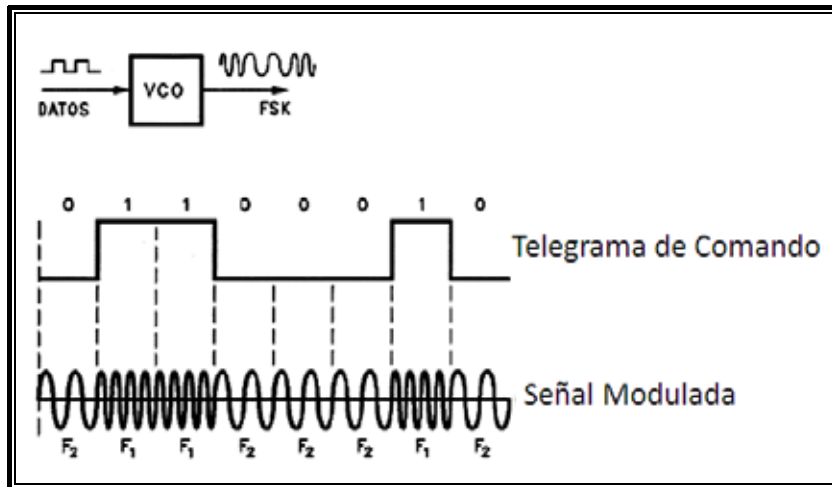 VCO
DATOS
FSK
0 1 1 0 0 0 1 0
Telegrama de Comando
Señal Modulada
F₂ F₁ F₁ F₂ F₂ F₂ F₁ F₂